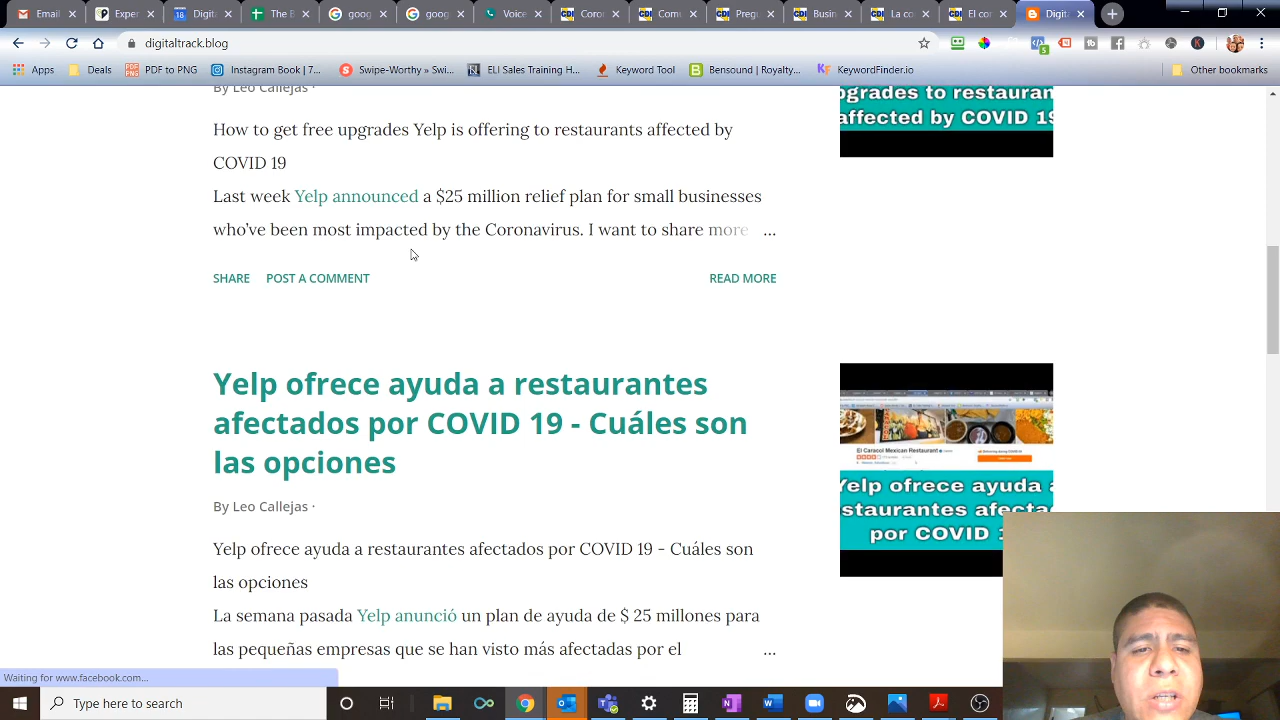 digitaltrack.blog
Apps
Deals
PDF to PNG
Instagram Book | 7...
Swipe-Worthy » Swi...
ELI Sales Training H...
Keyword Tool
Bensound | Royalty...
KeywordFinder.io
Other bookmarks
By Leo Callejas ·
How to get free upgrades Yelp is offering to restaurants affected by
COVID 19
Last week Yelp announced a $25 million relief plan for small businesses
who've been most impacted by the Coronavirus. I want to share more ...
SHARE POST A COMMENT READ MORE
affected by COVID 19
Yelp ofrece ayuda a restaurantes
afectados por COVID 19 - Cuáles son
las opciones
By Leo Callejas ·
Yelp ofrece ayuda a restaurantes afectados por COVID 19 - Cuáles son
las opciones
La semana pasada Yelp anunció un plan de ayuda de $ 25 millones para
las pequeñas empresas que se han visto más afectadas por el ...
El Caracol Mexican Restaurant
Yelp ofrece ayuda a
staurantes afecta
por COVID 1
Waiting for www.facebook.com...
Type here to search